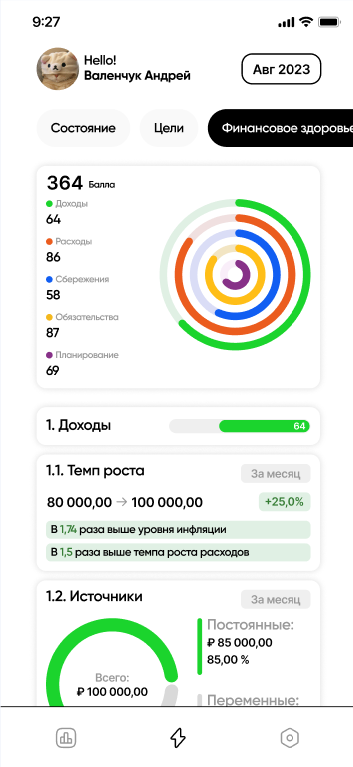 9:27
Hello!
Валенчук Андрей
Авг 2023
Состояние
Цели
Финансовое здоровье
364 Балла
Доходы
64
Расходы
86
Сбережения
58
Обязательства
87
Планирование
69
1. Доходы
64
1.1. Темп роста
За месяц
80 000,00 → 100 000,00
+25,0%
В 1,74 раза выше уровня инфляции
В 1,5 раза выше темпа роста расходов
1.2. Источники
За месяц
Всего:
₽ 100 000,00
Постоянные:
₽ 85 000,00
85,00 %
Переменные: